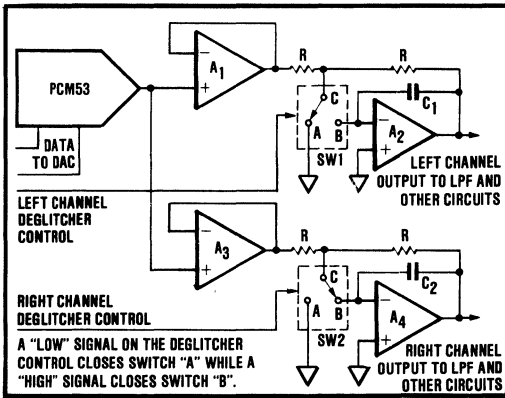 PCM53
DATA
TO DAC
LEFT CHANNEL
DEGLITCHER
CONTROL
A1
-
+
R
R
C
A
B
SW1
C1
-
+
A2
LEFT CHANNEL
OUTPUT TO LPF AND
OTHER CIRCUITS
A3
-
+
R
R
C
A
B
SW2
C2
-
+
A4
RIGHT CHANNEL
OUTPUT TO LPF AND
OTHER CIRCUITS
RIGHT CHANNEL
DEGLITCHER CONTROL
A "LOW" SIGNAL ON THE DEGLITCHER
CONTROL CLOSES SWITCH "A" WHILE A
"HIGH" SIGNAL CLOSES SWITCH "B".